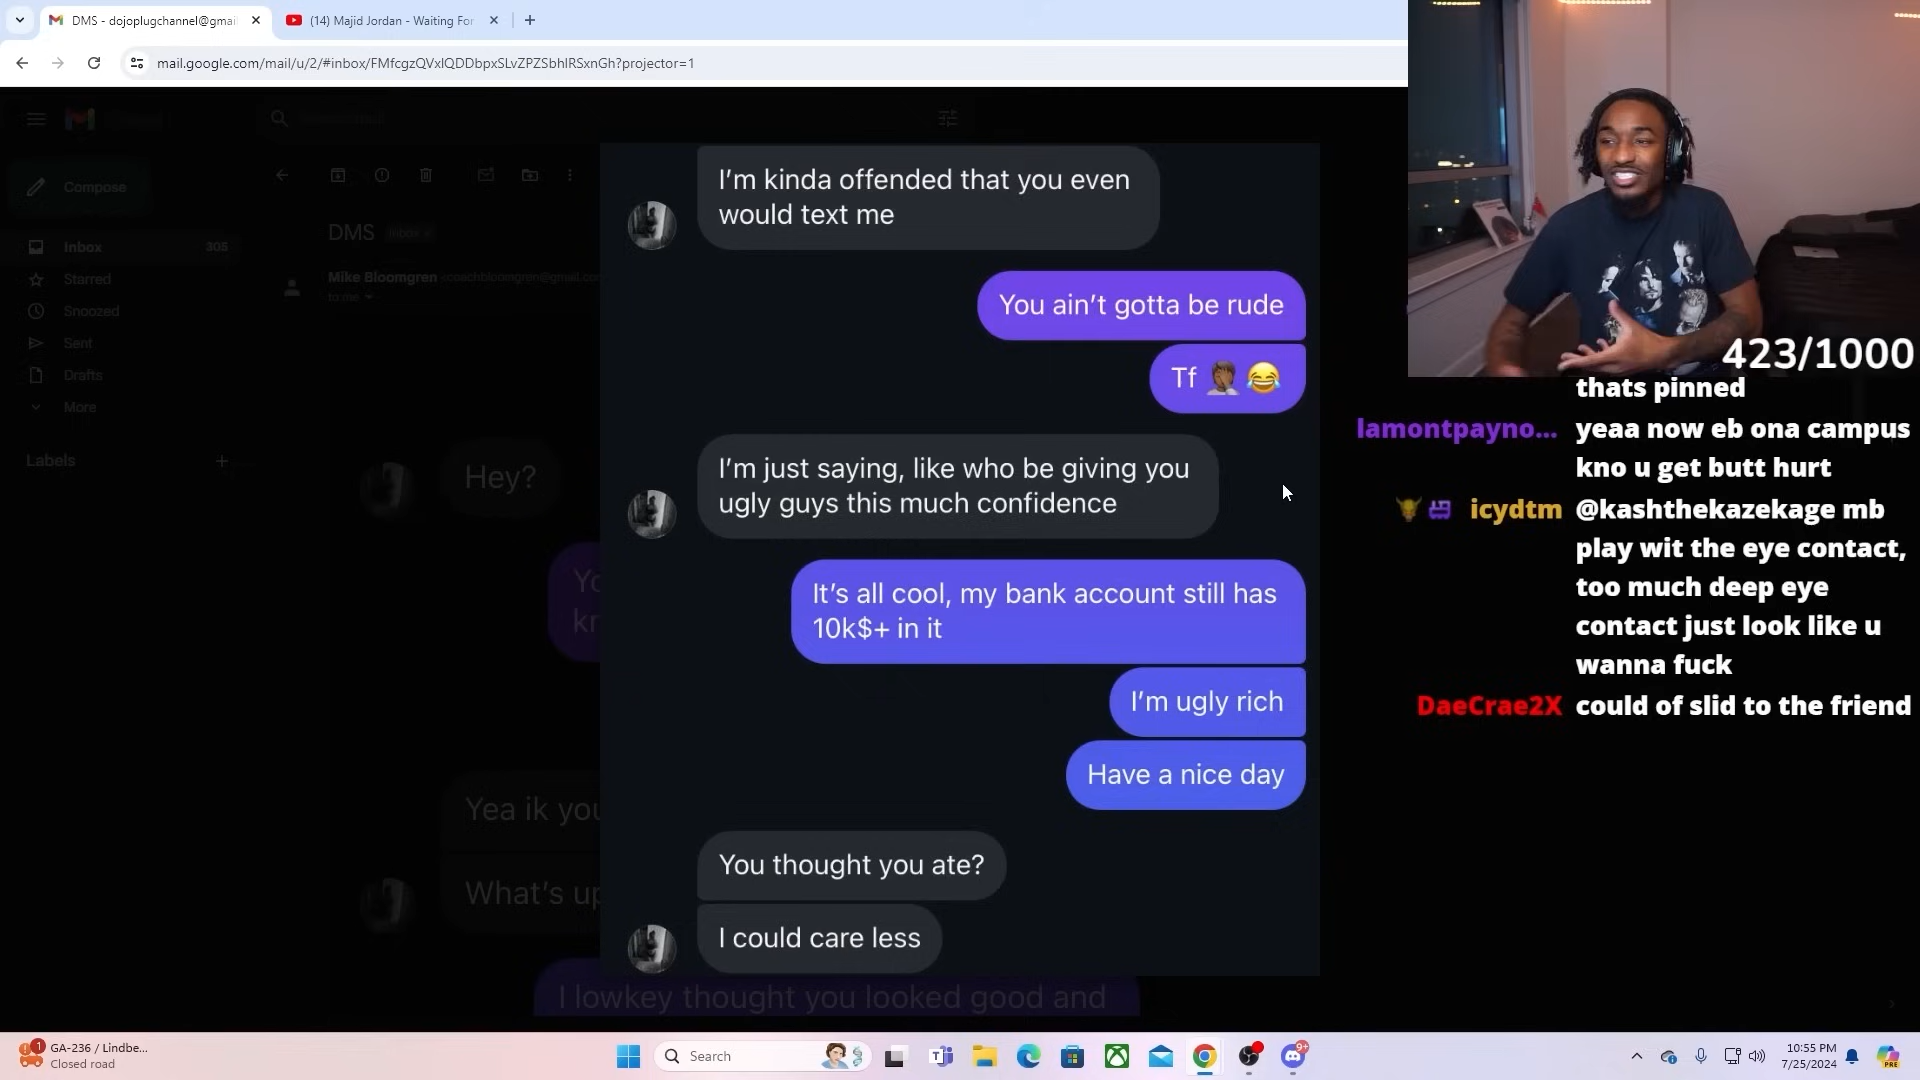 DMS - dojoplugchannel@gmai
(14) Majid Jordan - Waiting For
mail.google.com/mail/u/2/#inbox/FMfcgzQVxlQDDbpxSLvZPZSbhlRSxnGh?projector=1
Compose
Inbox 305
Starred
Snoozed
Sent
Drafts
More
Labels
DMS
Mike Bloomgren
to me
Hey?
Yea ik you
What's up
I lowkey thought you looked good and
I'm kinda offended that you even
would text me
You ain't gotta be rude
Tf 🤦🏾‍♂️😂
I'm just saying, like who be giving you
ugly guys this much confidence
It's all cool, my bank account still has
10k$+ in it
I'm ugly rich
Have a nice day
You thought you ate?
I could care less
423/1000
thats pinned
lamontpayno... yeaa now eb ona campus
kno u get butt hurt
icydtm @kashthekazekage mb
play wit the eye contact,
too much deep eye
contact just look like u
wanna fuck
DaeCrae2X could of slid to the friend
1
GA-236 / Lindbe...
Closed road
Search
9+
10:55 PM
7/25/2024
PRE